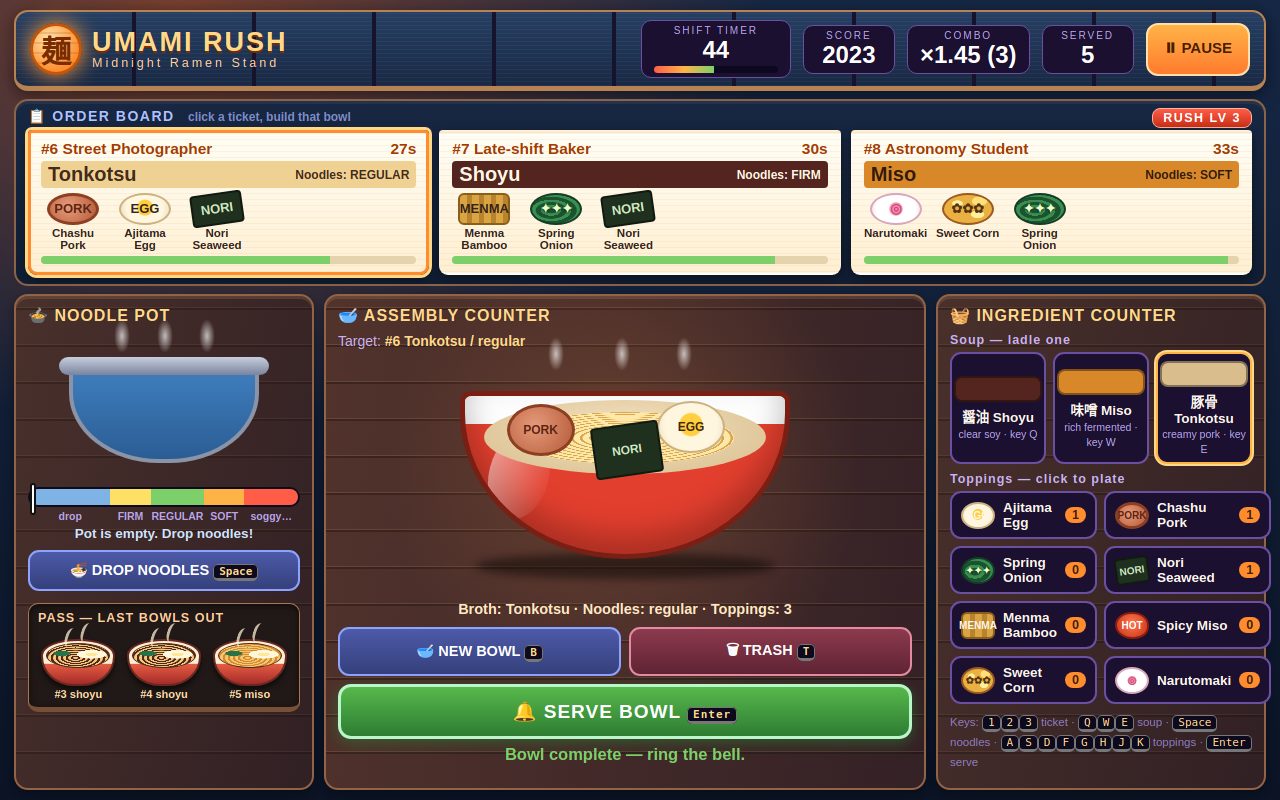 麺
UMAMI RUSH
Midnight Ramen Stand
SHIFT TIMER
44
SCORE
2023
COMBO
×1.45 (3)
SERVED
5
⏸ PAUSE
📋 ORDER BOARD click a ticket, build that bowl
RUSH LV 3
#6 Street Photographer 27s
Tonkotsu Noodles: REGULAR
PORK EGG NORI
Chashu Pork
Ajitama Egg
Nori Seaweed
#7 Late-shift Baker 30s
Shoyu Noodles: FIRM
MENMA NORI
Menma Bamboo
Spring Onion
Nori Seaweed
#8 Astronomy Student 33s
Miso Noodles: SOFT
Narutomaki
Sweet Corn
Spring Onion
🍲 NOODLE POT
drop FIRM REGULAR SOFT soggy…
Pot is empty. Drop noodles!
🍜 DROP NOODLES Space
PASS — LAST BOWLS OUT
#3 shoyu #4 shoyu #5 miso
🥣 ASSEMBLY COUNTER
Target: #6 Tonkotsu / regular
PORK NORI EGG
Broth: Tonkotsu · Noodles: regular · Toppings: 3
🥣 NEW BOWL B
🗑 TRASH T
🔔 SERVE BOWL Enter
Bowl complete — ring the bell.
🧺 INGREDIENT COUNTER
Soup — ladle one
醤油 Shoyu
clear soy · key Q
味噌 Miso
rich fermented ·
key W
豚骨
Tonkotsu
creamy pork · key
E
Toppings — click to plate
Ajitama Egg 1
PORK Chashu Pork 1
Spring Onion 0
NORI Nori Seaweed 1
MENMA Menma Bamboo 0
HOT Spicy Miso 0
Sweet Corn 0
Narutomaki 0
Keys: 1 2 3 ticket · Q W E soup · Space
noodles · A S D F G H J K toppings · Enter
serve